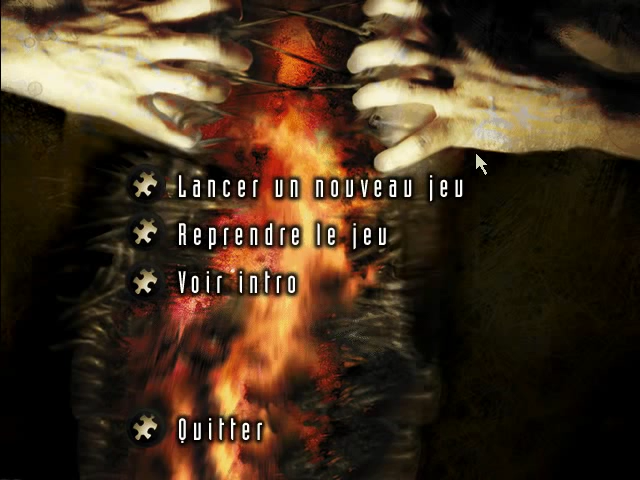 Lancer un nouveau jeu
Reprendre le jeu
Voir intro
Quitter